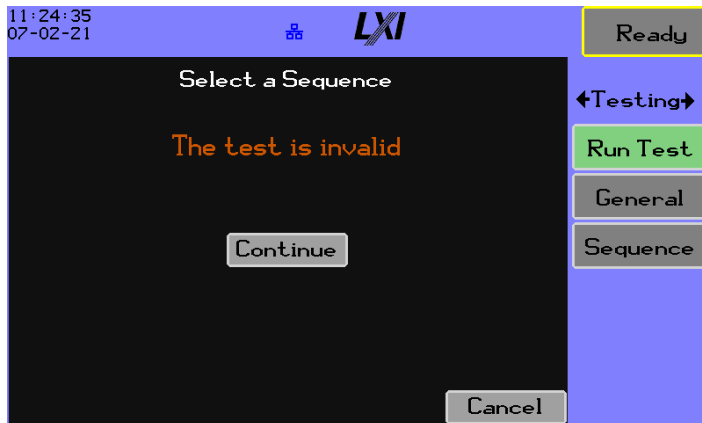 11:24:35
07-02-21
LXI
Ready
Select a Sequence
←Testing→
The test is invalid
Run Test
General
Continue
Sequence
Cancel